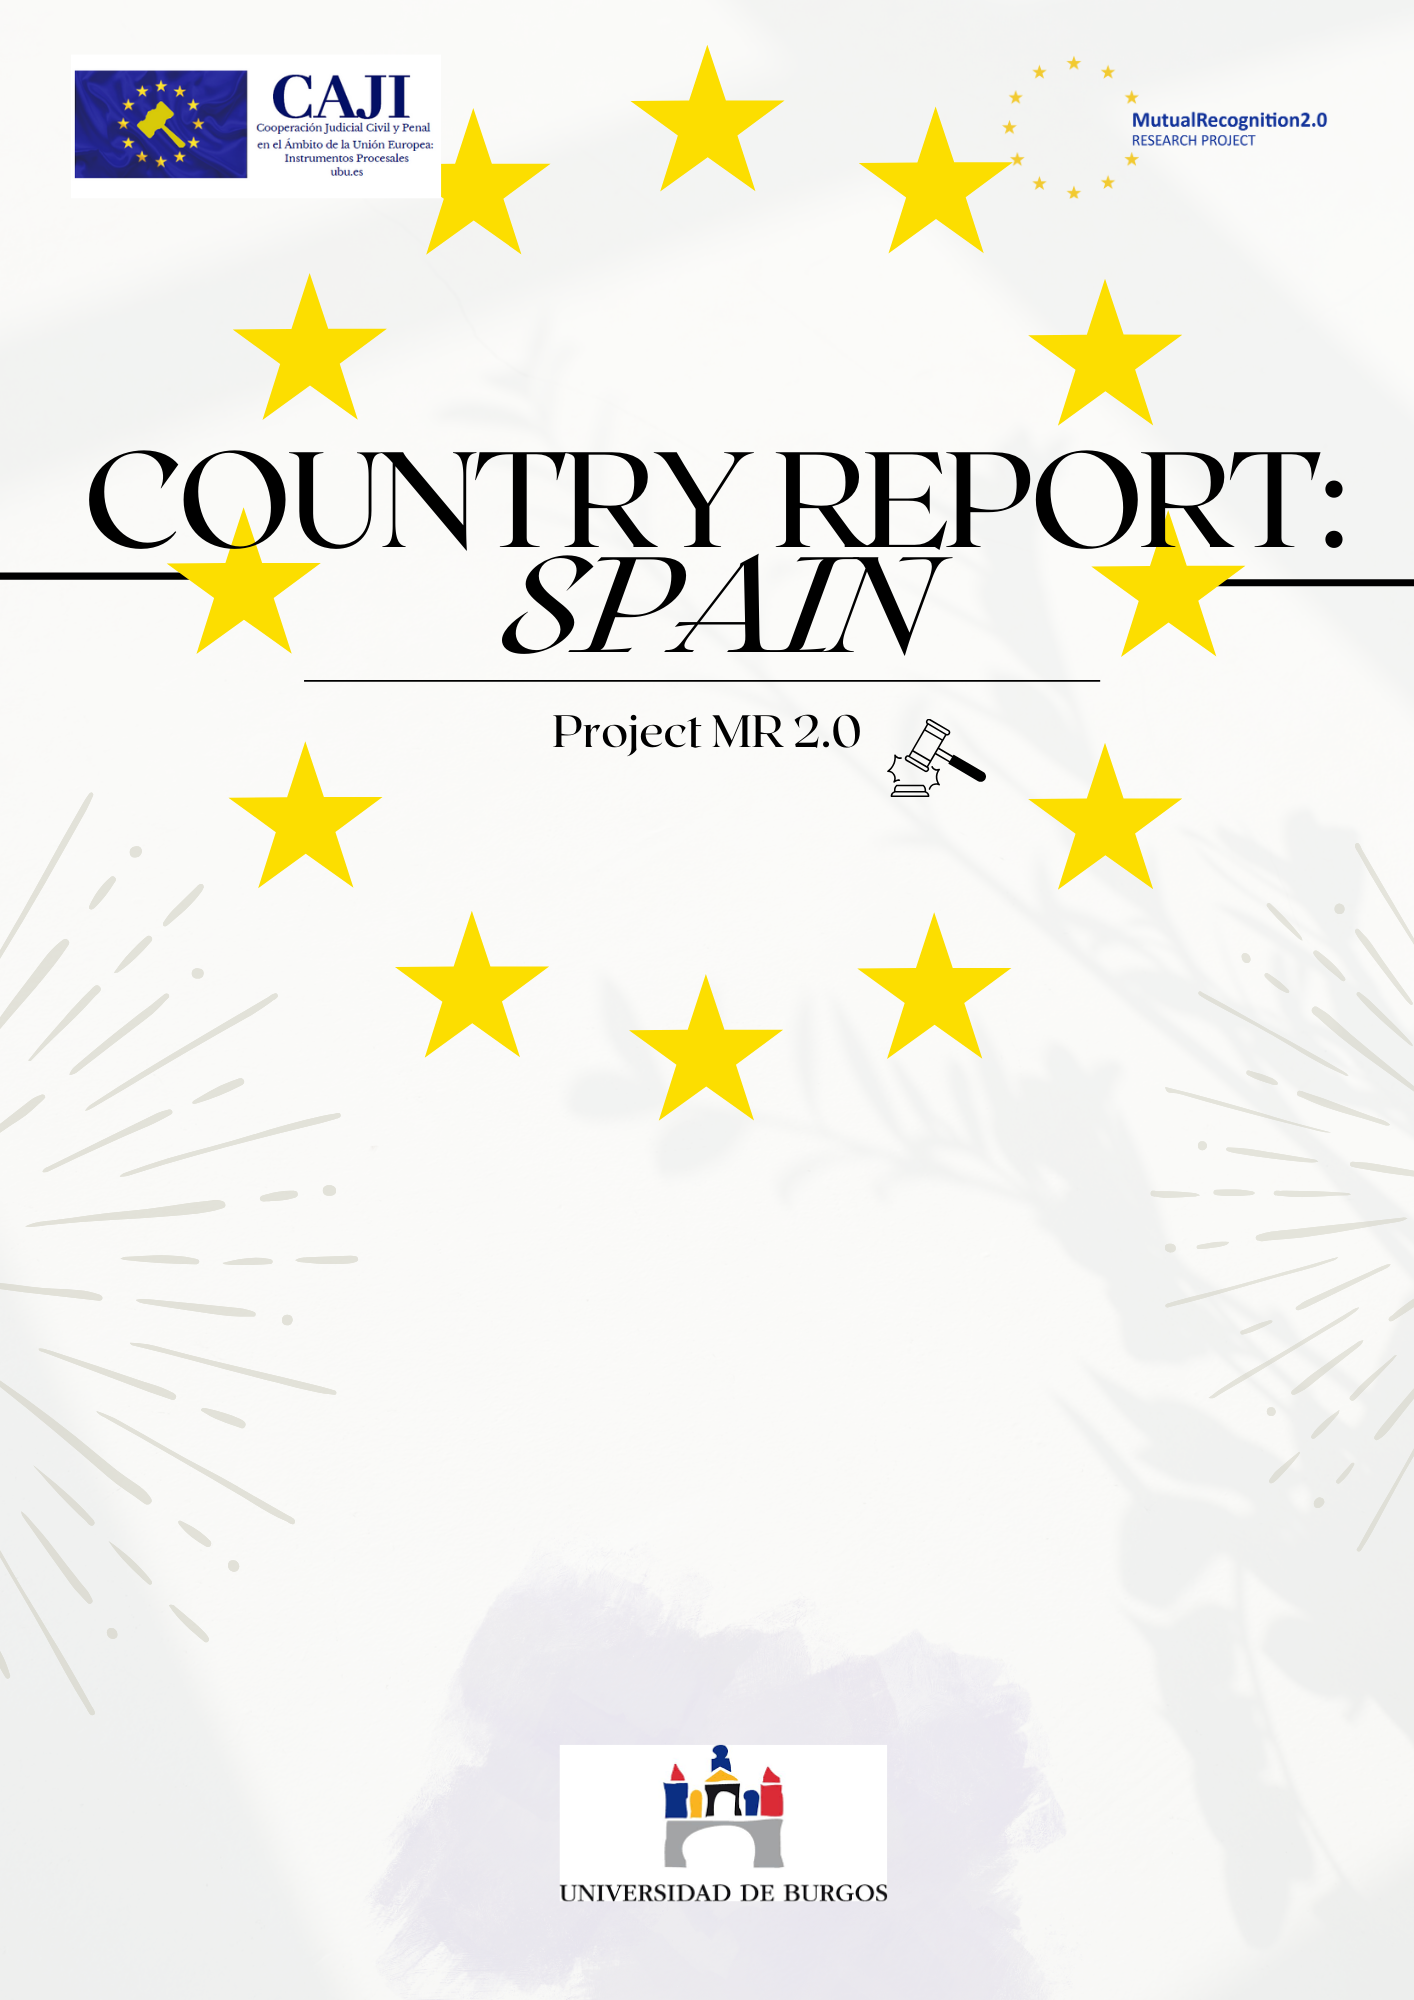 CAJI
Cooperación Judicial Civil y Penal
en el Ámbito de la Unión Europea:
Instrumentos Procesales
ubu.es
MutualRecognition2.0
RESEARCH PROJECT
COUNTRY REPORT:
SPAIN
Project MR 2.0
UNIVERSIDAD DE BURGOS